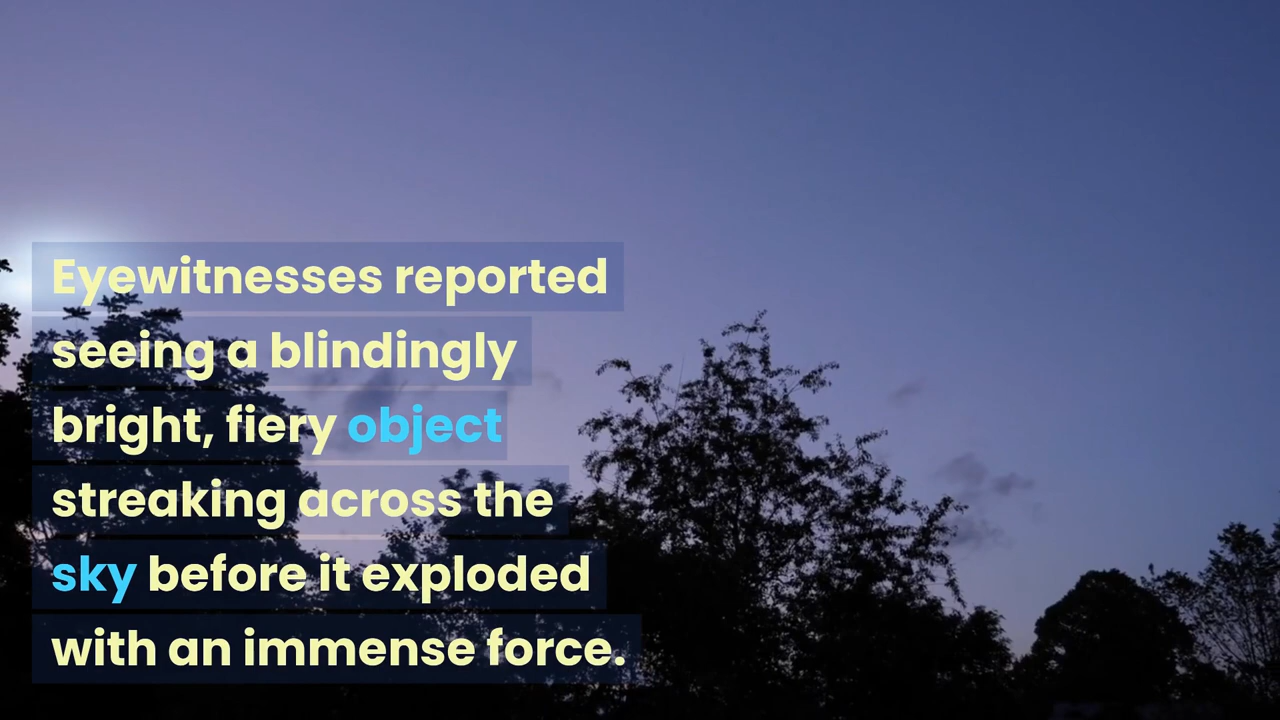 Eyewitnesses reported
seeing a blindingly
bright, fiery object
streaking across the
sky before it exploded
with an immense force.